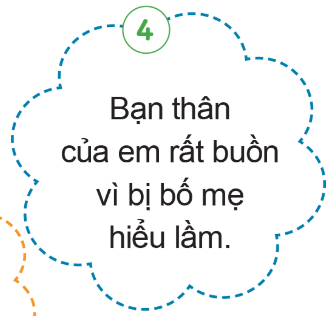 4
Bạn thân
của em rất buồn
vì bị bố mẹ
hiểu lầm.